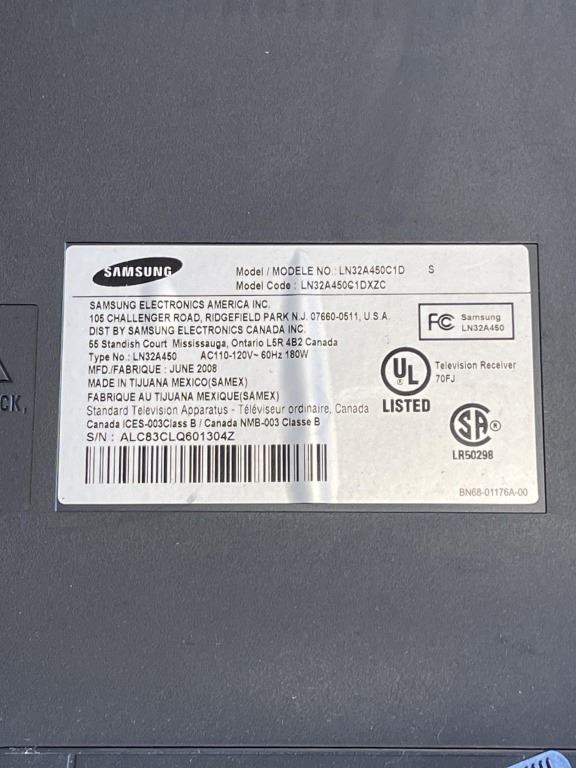 SAMSUNG
Model / MODELE NO.: LN32A450C1D S
Model Code : LN32A450C1DXZC
SAMSUNG ELECTRONICS AMERICA INC.
105 CHALLENGER ROAD, RIDGEFIELD PARK N.J. 07660-0511, U.S.A.
DIST BY SAMSUNG ELECTRONICS CANADA INC.
55 Standish Court Mississauga, Ontario L5R 4B2 Canada
Type No.: LN32A450 AC110-120V~ 60Hz 180W
MFD./FABRIQUE : JUNE 2008
MADE IN TIJUANA MEXICO(SAMEX)
FABRIQUE AU TIJUANA MEXIQUE(SAMEX)
Standard Television Apparatus - Téléviseur ordinaire, Canada
Canada ICES-003Class B / Canada NMB-003 Classe B
S/N : ALC83CLQ601304Z
FC Samsung
LN32A450
UL ® Television Receiver
70FJ
LISTED
SA ®
LR50298
BN68-01176A-00
CK,